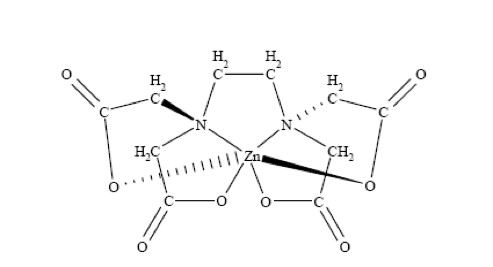 H2 H2
O H2 C C H2 O
C C C C
N N
H2C Zn CH2
O O
C O O C
O O